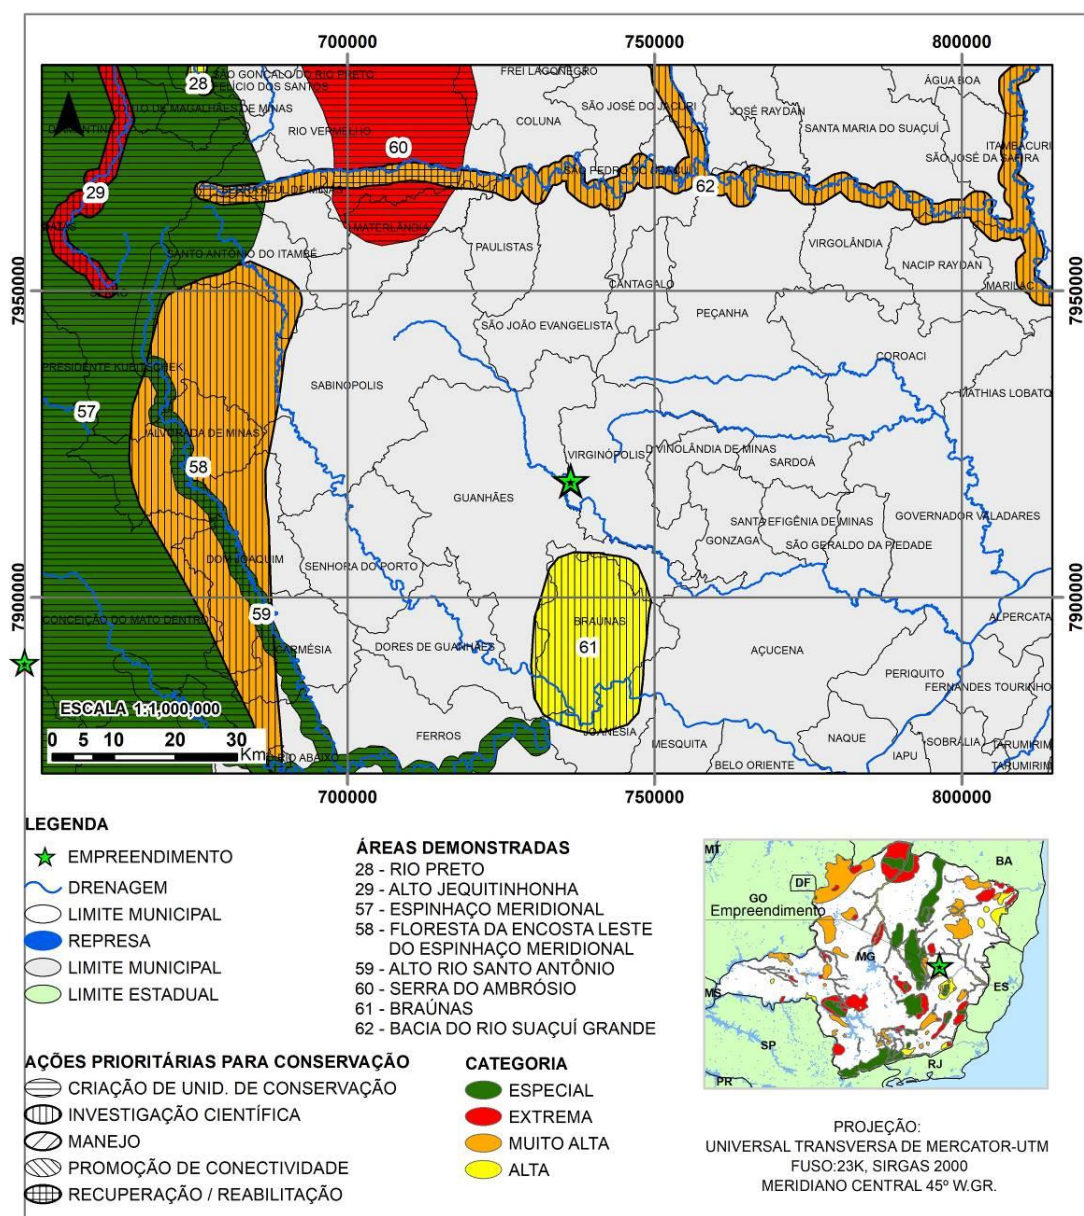 700000 750000 800000
28
SÃO GONÇALO DO RIO PRETO
FELÍCIO DOS SANTOS
FREI LAGONEGRO
ÁGUA BOA
N
SÃO JOSÉ DO JACURI
JOSÉ RAYDAN
COLUNA
RIO VERMELHO
SANTA MARIA DO SUAÇUÍ
ITAMBACURI
60
SÃO JOSÉ DA SAFIRA
29
SERRA AZUL DE MINAS
62
MATERLÂNDIA
PAULISTAS
VIRGOLÂNDIA
SANTO ANTÔNIO DO ITAMBÉ
NACIP RAYDAN
CANTAGALO
MARILAC
7950000
7950000
PEÇANHA
SÃO JOÃO EVANGELISTA
COROACI
PRESIDENTE KUBITSCHEK
SABINOPOLIS
MATHIAS LOBATO
57
ALVORADA DE MINAS
VIRGINÓPOLIS
DIVINOLÂNDIA DE MINAS
SARDOÁ
58
GUANHÃES
GOVERNADOR VALADARES
SANTA EFIGÊNIA DE MINAS
GONZAGA
SÃO GERALDO DA PIEDADE
DOM JOAQUIM
SENHORA DO PORTO
7900000
7900000
59
CONCEIÇÃO DO MATO DENTRO
BRAUNAS
ALPERCATA
CARMÉSIA
DORES DE GUANHÃES
61
AÇUCENA
PERIQUITO
FERNANDES TOURINHO
ESCALA 1:1,000,000
0 5 10 20 30
Km
FERROS
JOANESIA
MESQUITA
NAQUE
SOBRÁLIA
TARUMIRIM
IAPU
BELO ORIENTE
TARUMIRIM
700000 750000 800000
LEGENDA
EMPREENDIMENTO
DRENAGEM
LIMITE MUNICIPAL
REPRESA
LIMITE MUNICIPAL
LIMITE ESTADUAL
ÁREAS DEMONSTRADAS
28 - RIO PRETO
29 - ALTO JEQUITINHONHA
57 - ESPINHAÇO MERIDIONAL
58 - FLORESTA DA ENCOSTA LESTE
DO ESPINHAÇO MERIDIONAL
59 - ALTO RIO SANTO ANTÔNIO
60 - SERRA DO AMBRÓSIO
61 - BRAÚNAS
62 - BACIA DO RIO SUAÇUÍ GRANDE
AÇÕES PRIORITÁRIAS PARA CONSERVAÇÃO
CRIAÇÃO DE UNID. DE CONSERVAÇÃO
INVESTIGAÇÃO CIENTÍFICA
MANEJO
PROMOÇÃO DE CONECTIVIDADE
RECUPERAÇÃO / REABILITAÇÃO
CATEGORIA
ESPECIAL
EXTREMA
MUITO ALTA
ALTA
MT
BA
DF
GO
Empreendimento
MG
MS
ES
SP
RJ
PR
PROJEÇÃO:
UNIVERSAL TRANSVERSA DE MERCATOR-UTM
FUSO:23K, SIRGAS 2000
MERIDIANO CENTRAL 45º W.GR.